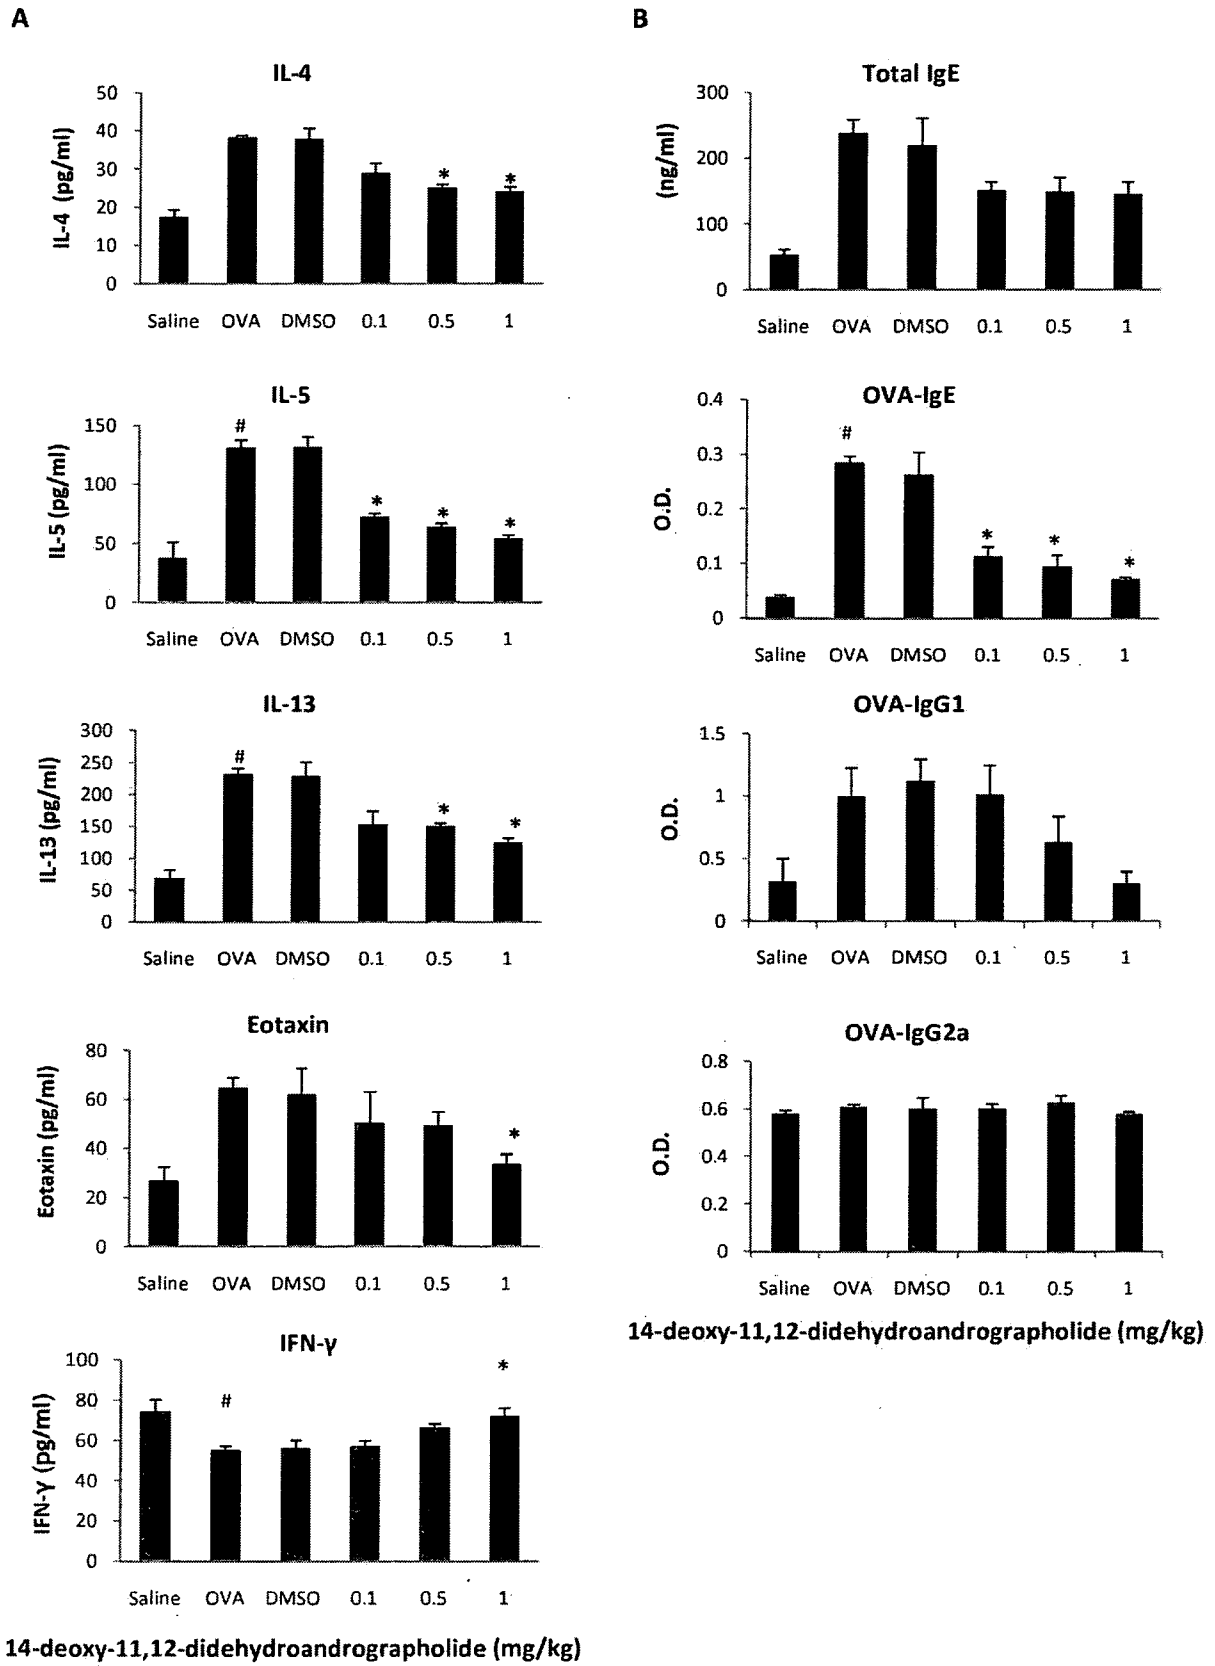 A
IL-4
50
40
30
20
10
0
IL-4 (pg/ml)
*
*
Saline OVA DMSO 0.1 0.5 1
IL-5
150
100
50
0
IL-5 (pg/ml)
#
*
*
*
Saline OVA DMSO 0.1 0.5 1
IL-13
300
250
200
150
100
50
0
IL-13 (pg/ml)
#
*
*
Saline OVA DMSO 0.1 0.5 1
Eotaxin
80
60
40
20
0
Eotaxin (pg/ml)
*
Saline OVA DMSO 0.1 0.5 1
IFN-γ
100
80
60
40
20
0
IFN-γ (pg/ml)
#
*
Saline OVA DMSO 0.1 0.5 1
14-deoxy-11,12-didehydroandrographolide (mg/kg)
B
Total IgE
300
200
100
0
(ng/ml)
Saline OVA DMSO 0.1 0.5 1
OVA-IgE
0.4
0.3
0.2
0.1
0
O.D.
#
*
*
*
Saline OVA DMSO 0.1 0.5 1
OVA-IgG1
1.5
1
0.5
0
O.D.
Saline OVA DMSO 0.1 0.5 1
OVA-IgG2a
0.8
0.6
0.4
0.2
0
O.D.
Saline OVA DMSO 0.1 0.5 1
14-deoxy-11,12-didehydroandrographolide (mg/kg)